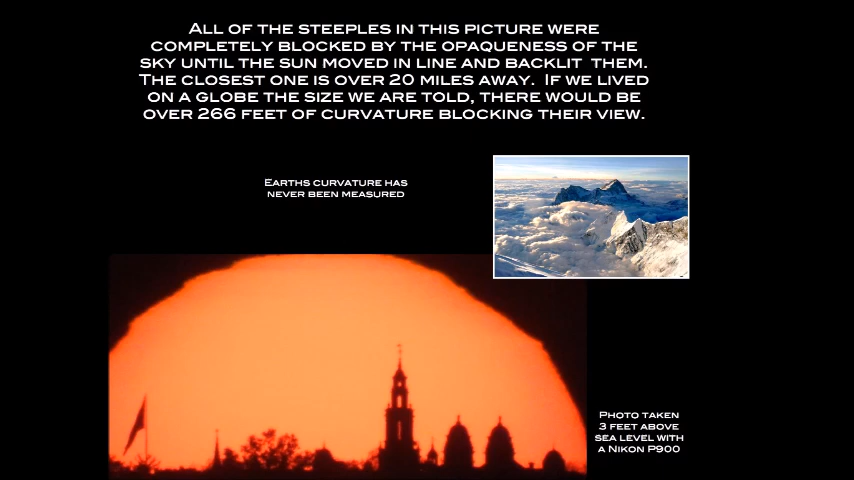 ALL OF THE STEEPLES IN THIS PICTURE WERE
COMPLETELY BLOCKED BY THE OPAQUENESS OF THE
SKY UNTIL THE SUN MOVED IN LINE AND BACKLIT THEM.
THE CLOSEST ONE IS OVER 20 MILES AWAY. IF WE LIVED
ON A GLOBE THE SIZE WE ARE TOLD, THERE WOULD BE
OVER 266 FEET OF CURVATURE BLOCKING THEIR VIEW.
EARTHS CURVATURE HAS
NEVER BEEN MEASURED
PHOTO TAKEN
3 FEET ABOVE
SEA LEVEL WITH
A NIKON P900